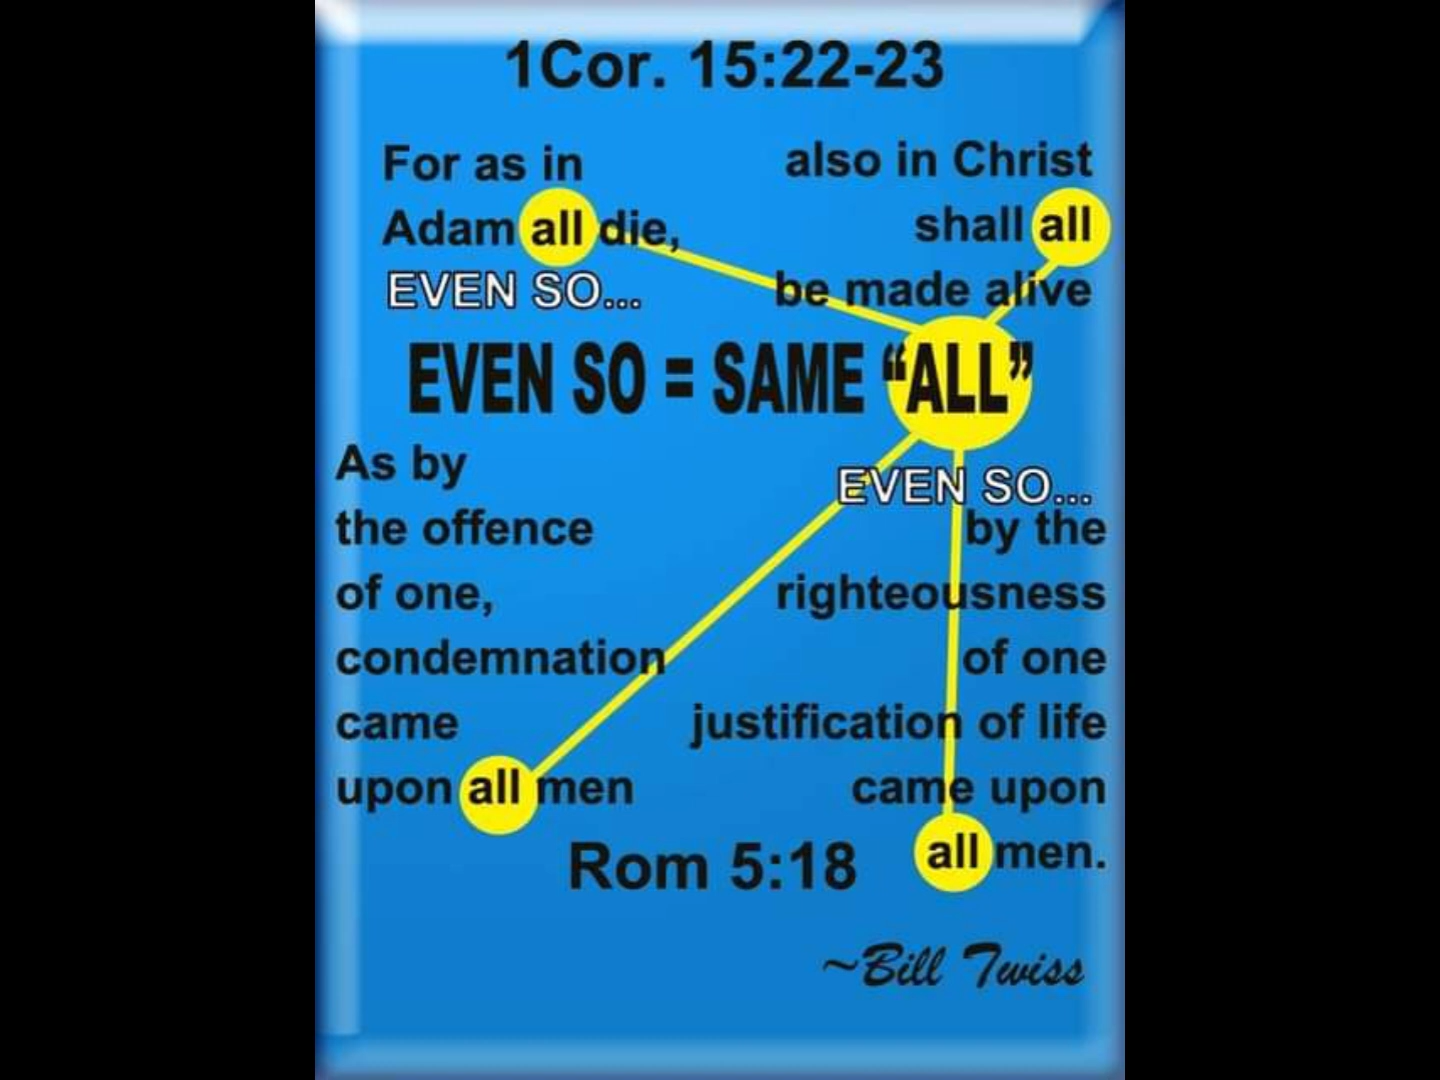 1Cor. 15:22-23
For as in
Adam all die,
EVEN SO...
also in Christ
shall all
be made alive
EVEN SO = SAME “ALL”
As by
the offence
of one,
condemnation
came
upon all men
EVEN SO...
by the
righteousness
of one
justification of life
came upon
all men.
Rom 5:18
~Bill Twiss